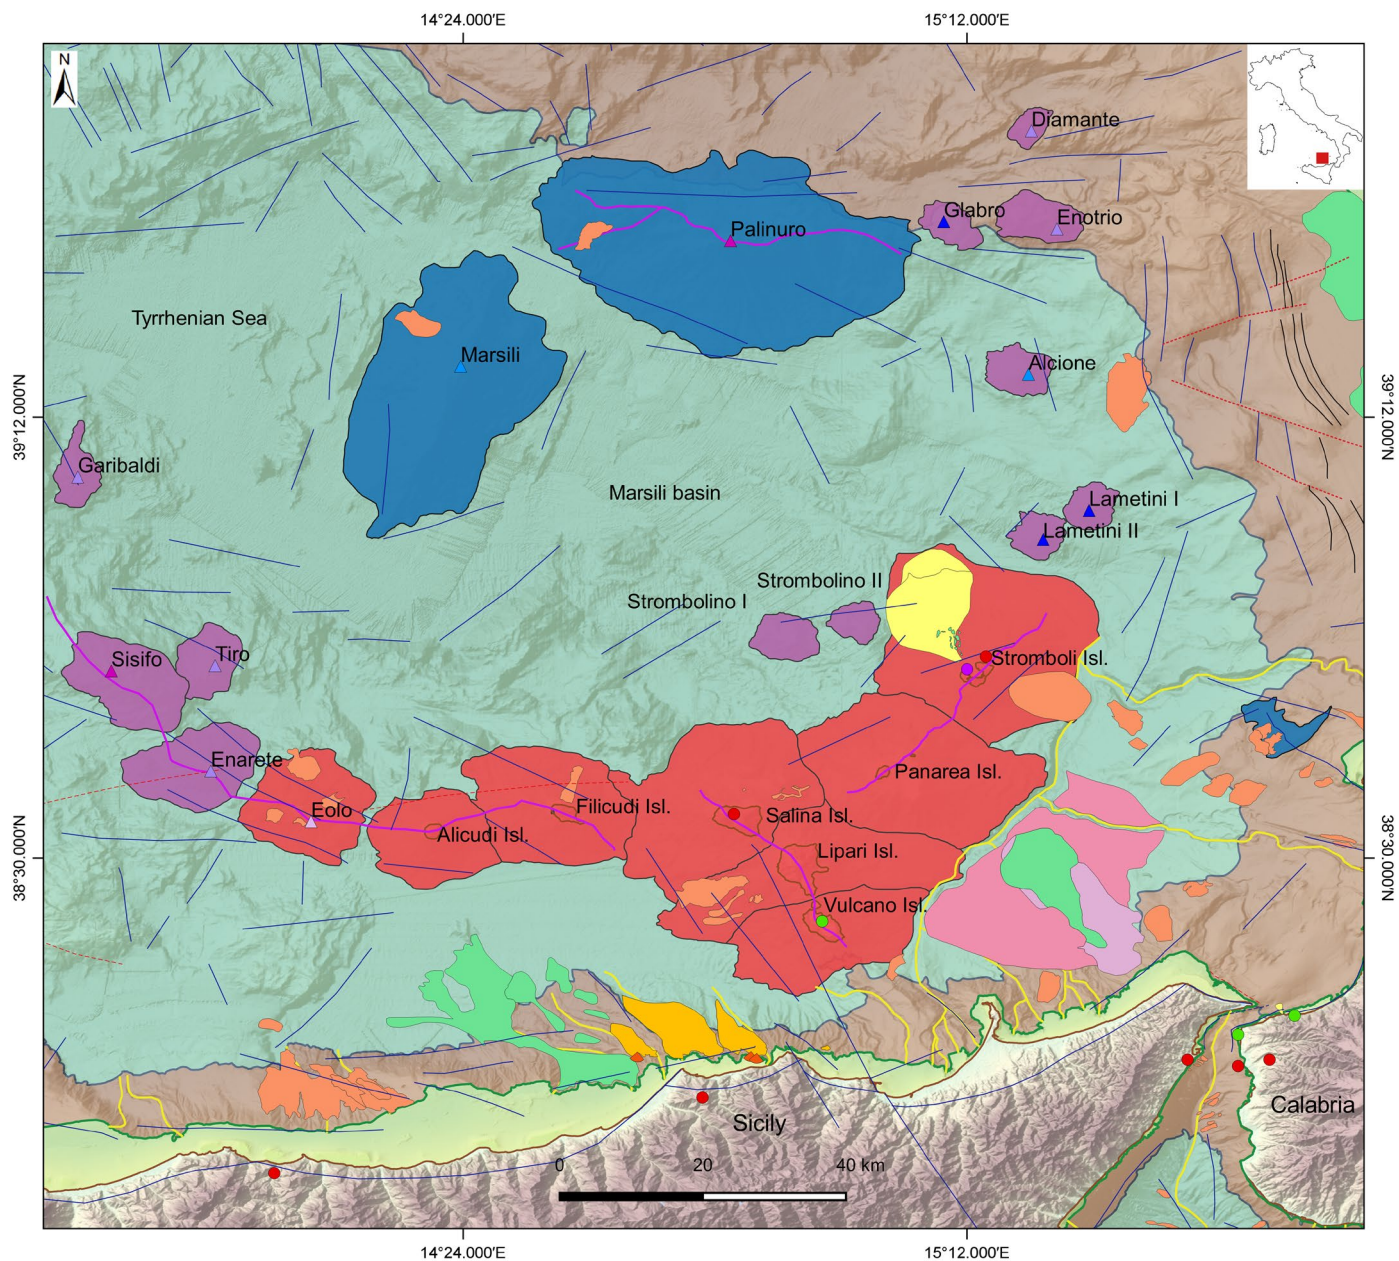 14°24.000'E
15°12.000'E
N
Diamante
Glabro
Enotrio
Palinuro
Tyrrhenian Sea
Marsili
Alcione
39°12.000'N
39°12.000'N
Garibaldi
Marsili basin
Lametini I
Lametini II
Strombolino II
Strombolino I
Sisifo
Tiro
Stromboli Isl.
Enarete
Panarea Isl.
Eolo
Filicudi Isl.
Salina Isl.
Alicudi Isl.
Lipari Isl.
38°30.000'N
38°30.000'N
Vulcano Isl.
Calabria
Sicily
0 20 40 km
14°24.000'E
15°12.000'E